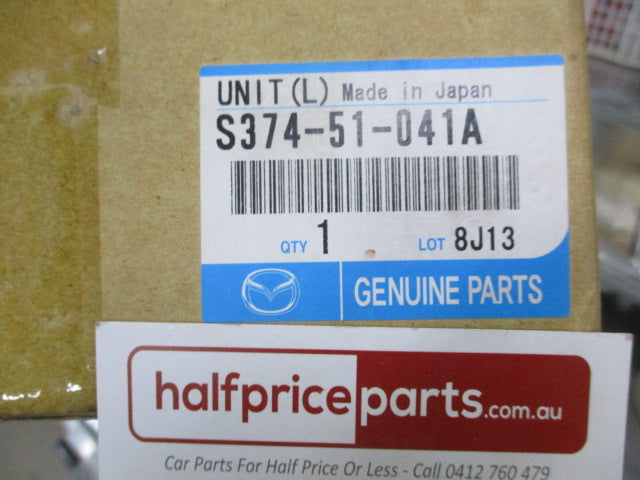 UNIT(L) Made in Japan
S374-51-041A
QTY 1 LOT 8J13
GENUINE PARTS
halfpriceparts.com.au
Car Parts For Half Price Or Less - Call 0412 760 479